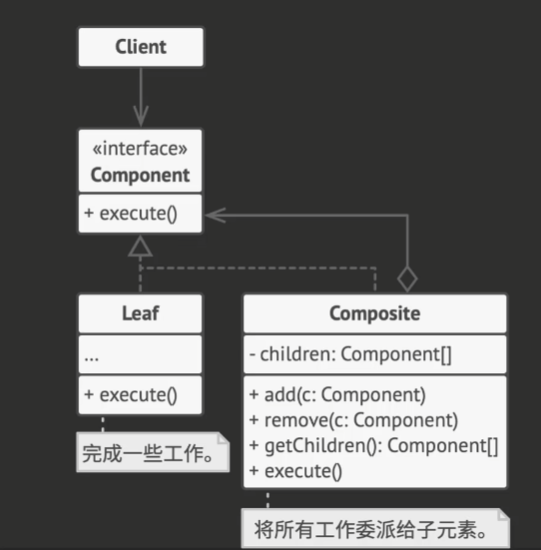 Client
«interface»
Component
+ execute()
Leaf
...
+ execute()
完成一些工作。
Composite
- children: Component[]
+ add(c: Component)
+ remove(c: Component)
+ getChildren(): Component[]
+ execute()
将所有工作委派给子元素。